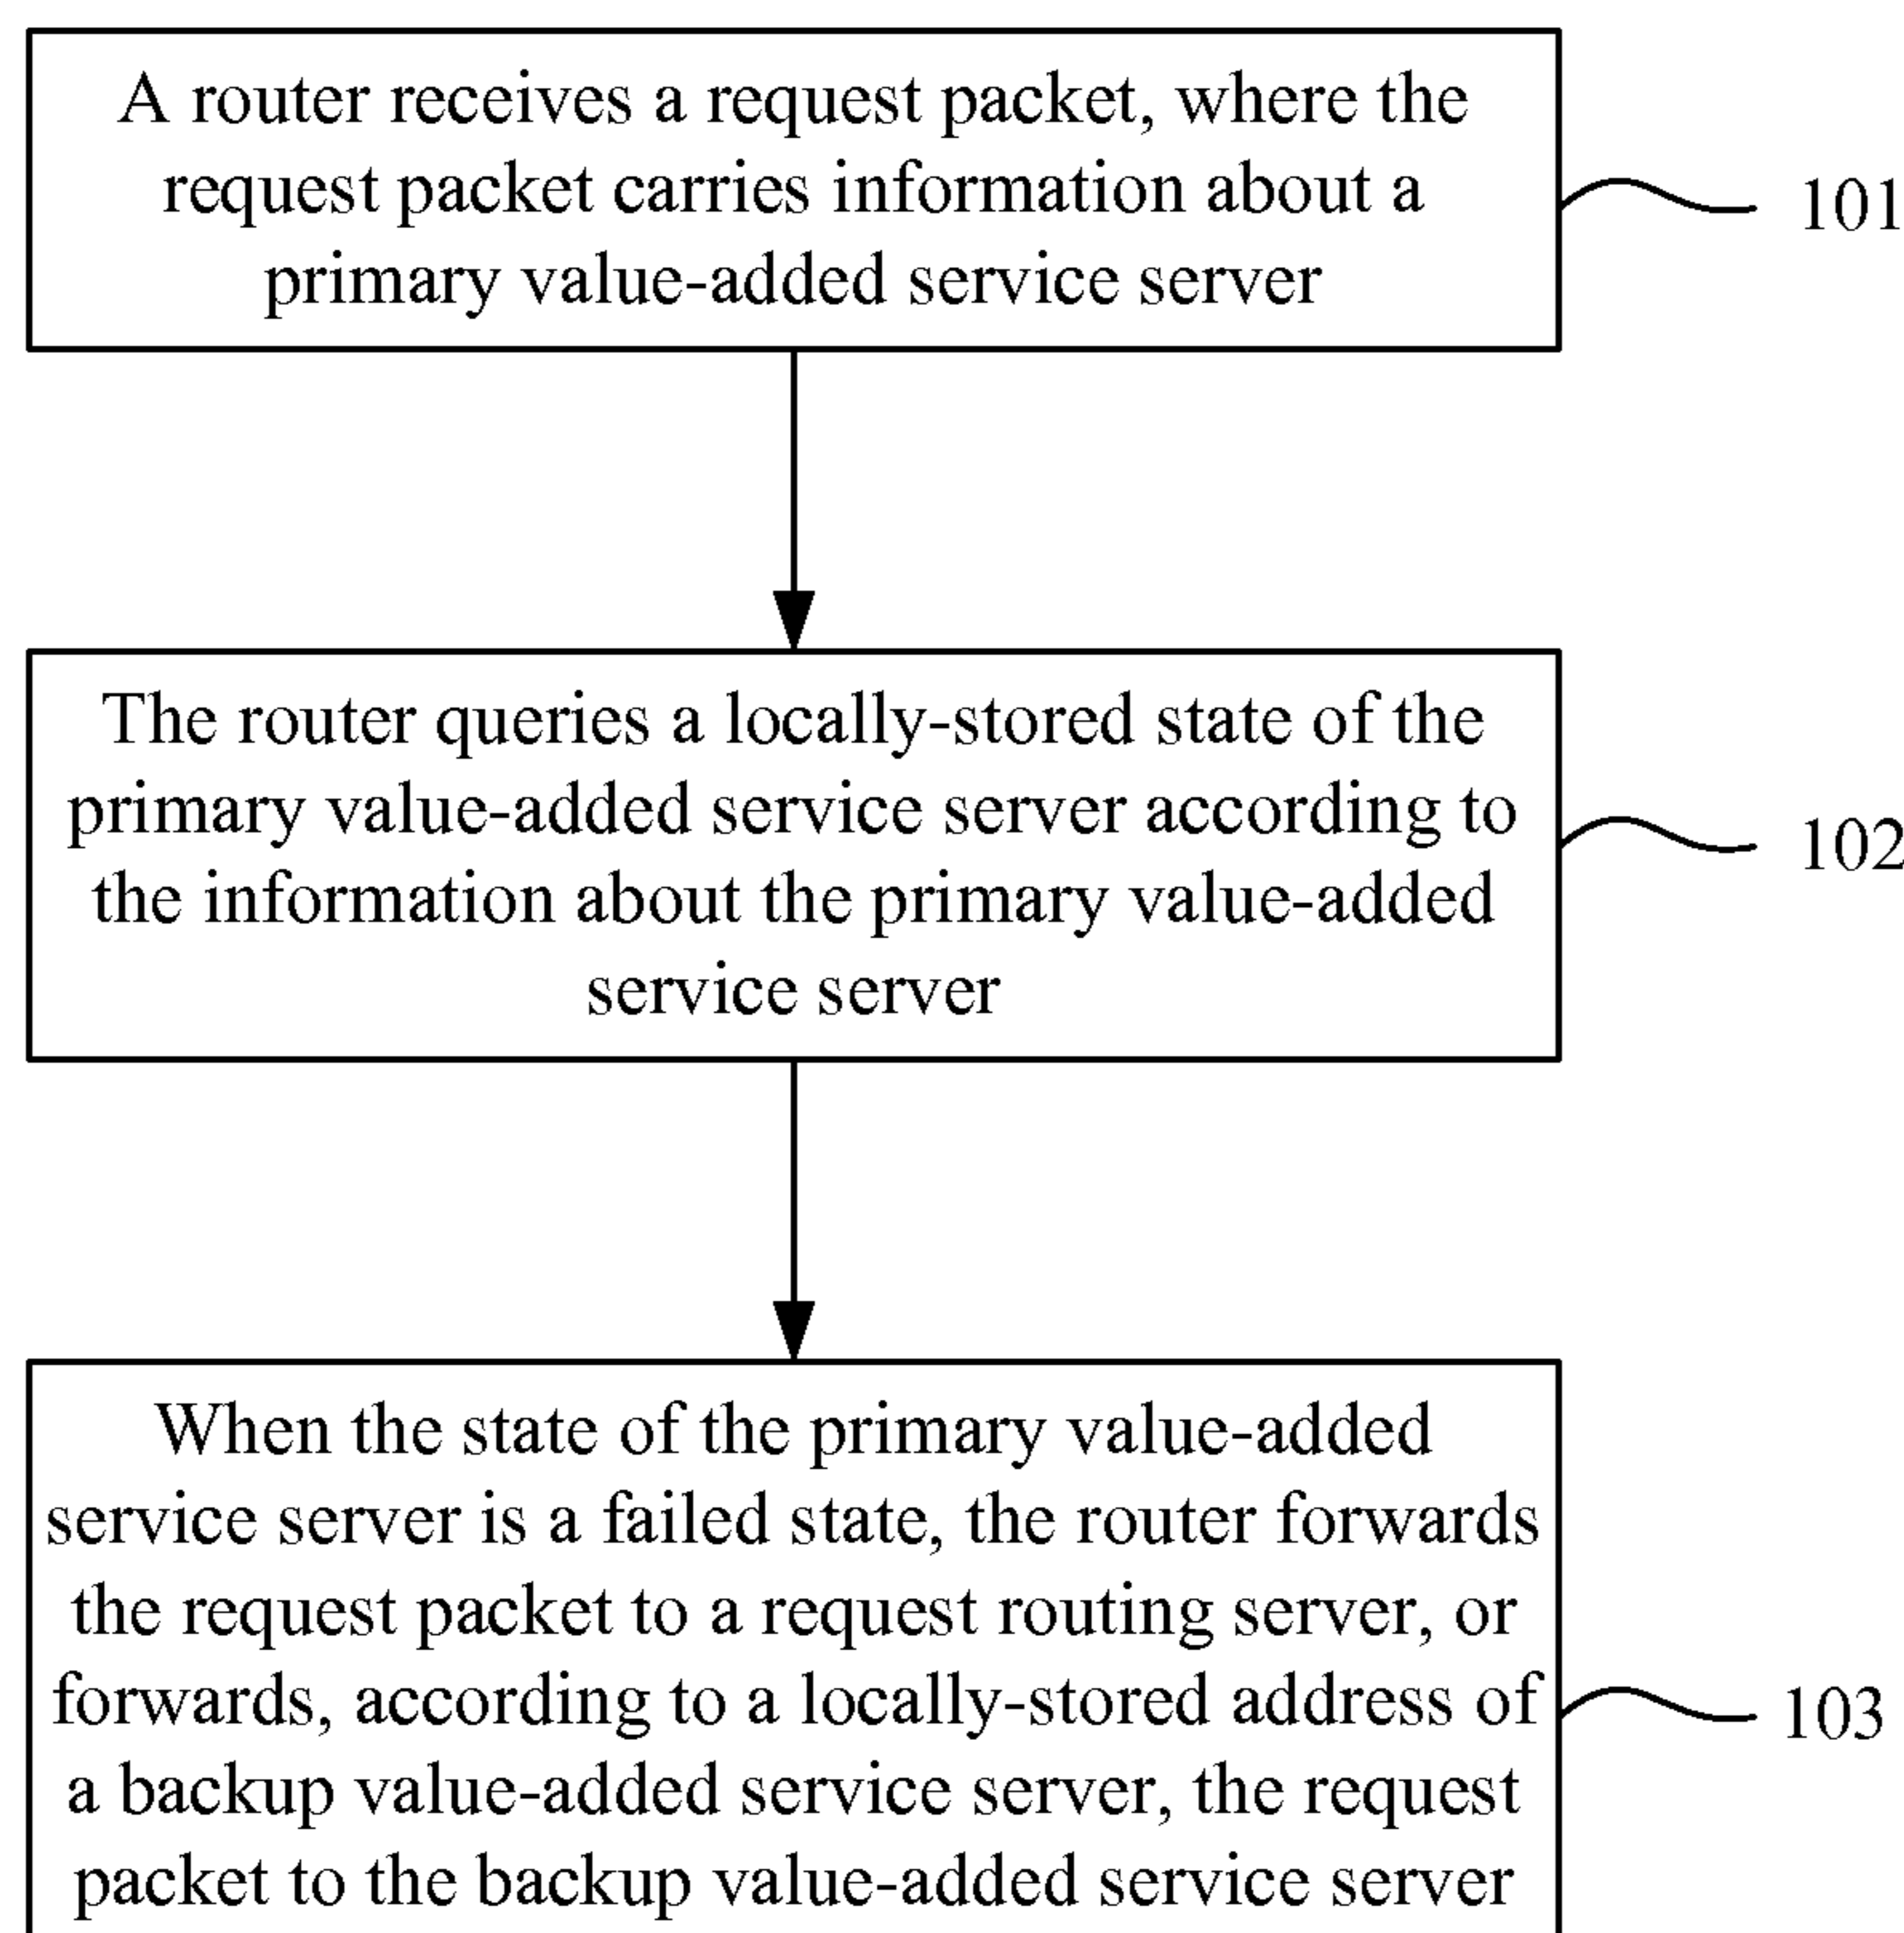 A router receives a request packet, where the
request packet carries information about a
primary value-added service server
101
The router queries a locally-stored state of the
primary value-added service server according to
the information about the primary value-added
service server
102
When the state of the primary value-added
service server is a failed state, the router forwards
the request packet to a request routing server, or
forwards, according to a locally-stored address of
a backup value-added service server, the request
packet to the backup value-added service server
103